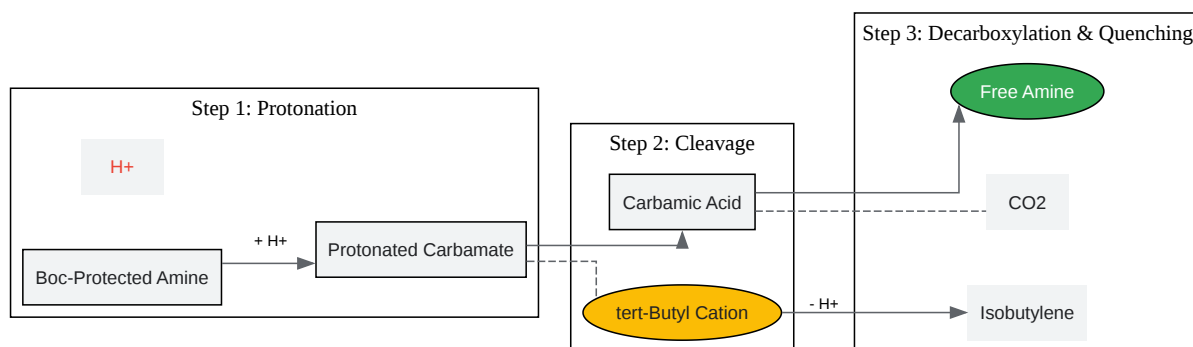 Step 1: Protonation
H+
Boc-Protected Amine
+ H+
Protonated Carbamate
Step 2: Cleavage
Carbamic Acid
tert-Butyl Cation
- H+
Step 3: Decarboxylation & Quenching
Free Amine
CO2
Isobutylene